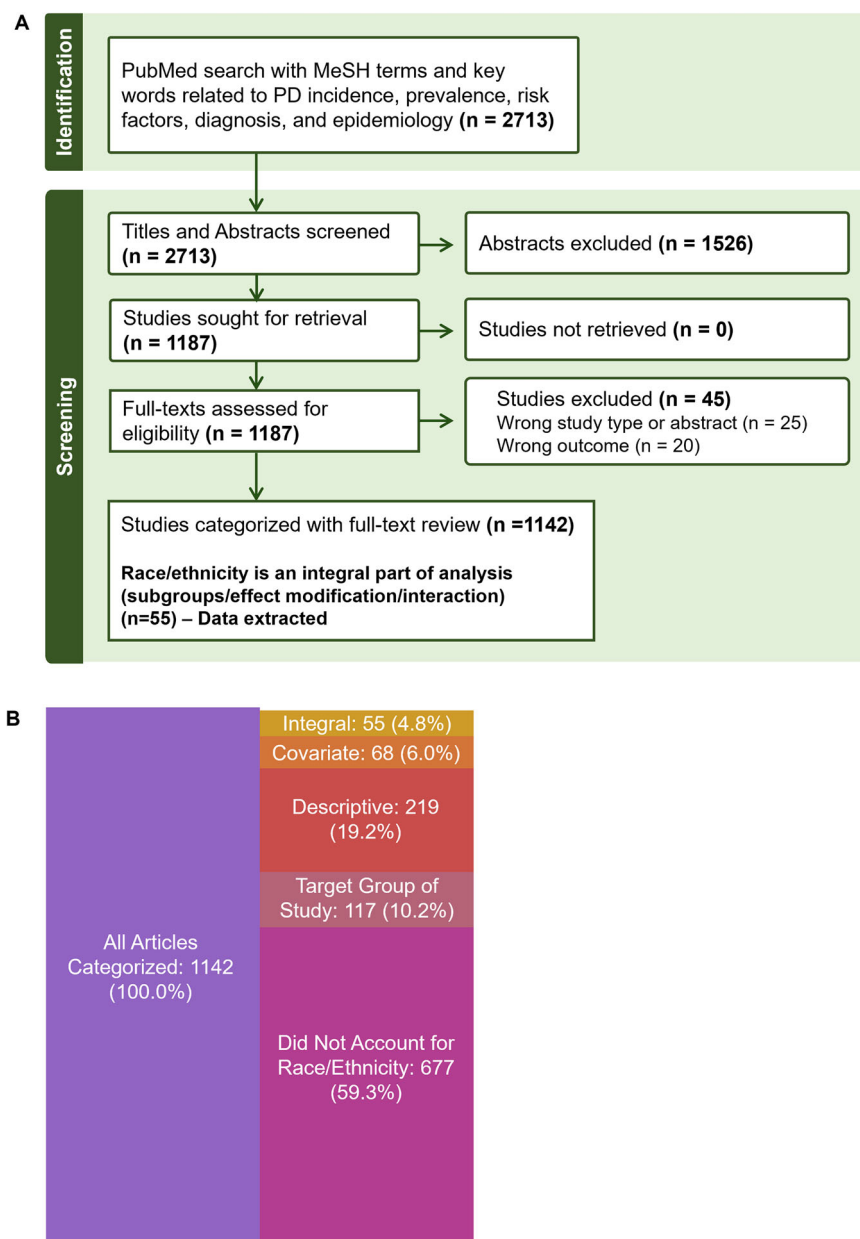 A
Identification
PubMed search with MeSH terms and key
words related to PD incidence, prevalence, risk
factors, diagnosis, and epidemiology (n = 2713)
Screening
Titles and Abstracts screened
(n = 2713)
Abstracts excluded (n = 1526)
Studies sought for retrieval
(n = 1187)
Studies not retrieved (n = 0)
Full-texts assessed for
eligibility (n = 1187)
Studies excluded (n = 45)
Wrong study type or abstract (n = 25)
Wrong outcome (n = 20)
Studies categorized with full-text review (n =1142)
Race/ethnicity is an integral part of analysis
(subgroups/effect modification/interaction)
(n=55) – Data extracted
B
All Articles
Categorized: 1142
(100.0%)
Integral: 55 (4.8%)
Covariate: 68 (6.0%)
Descriptive: 219
(19.2%)
Target Group of
Study: 117 (10.2%)
Did Not Account for
Race/Ethnicity: 677
(59.3%)